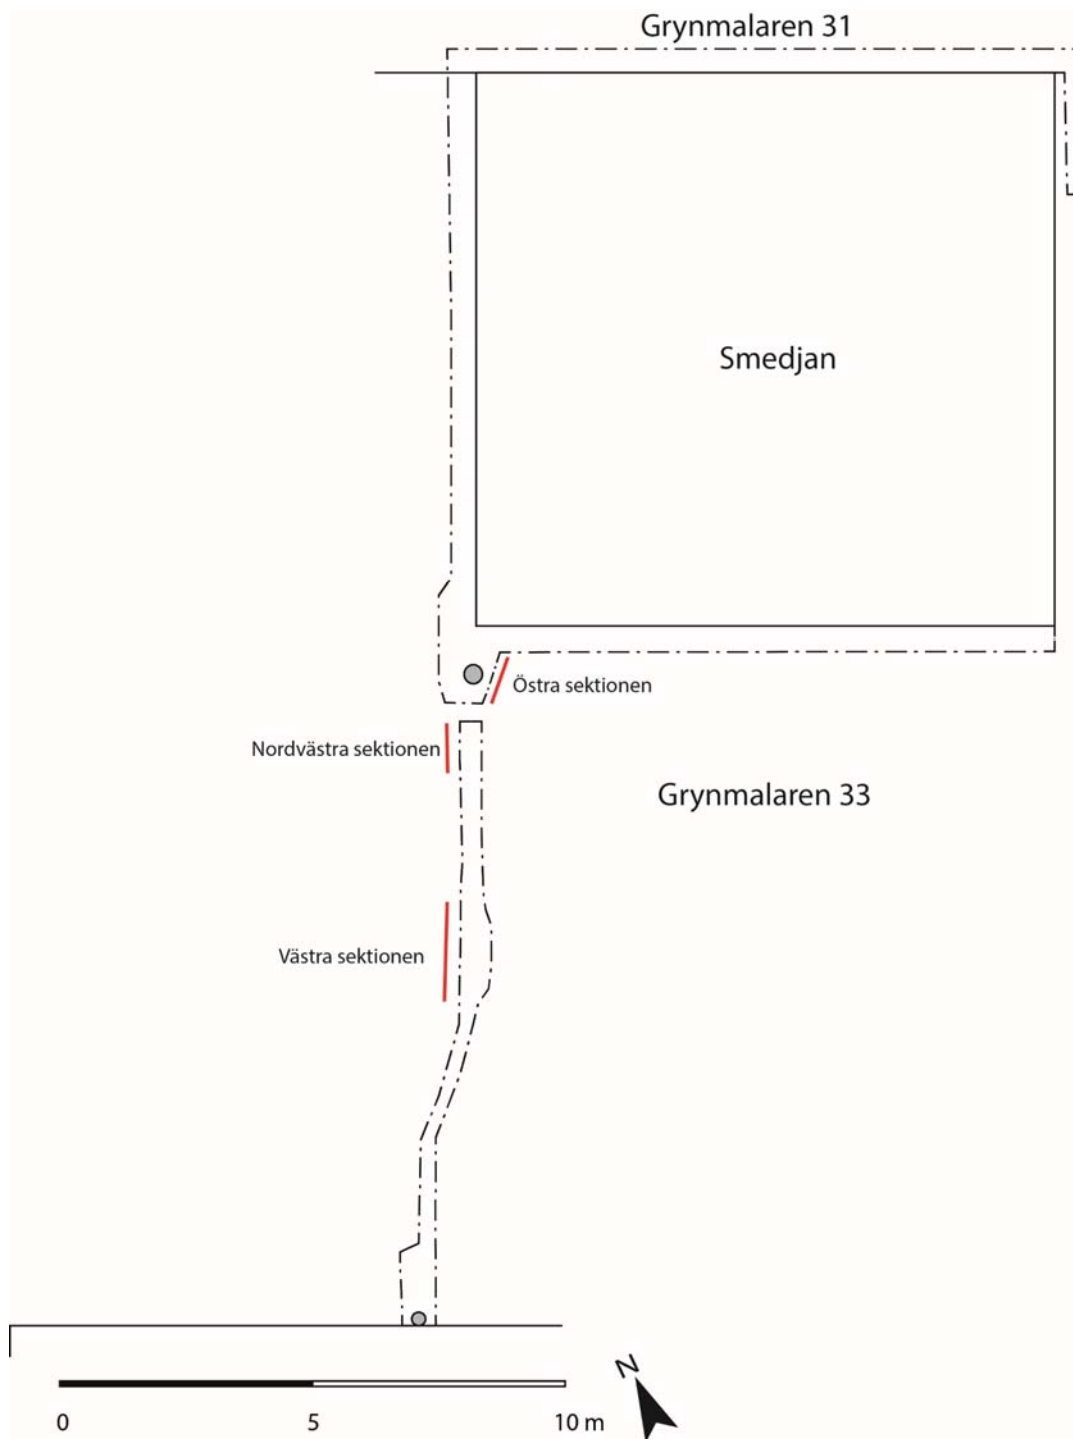 Grynmalaren 31
Smedjan
Östra sektionen
Nordvästra sektionen
Grynmalaren 33
Västra sektionen
N
0 5 10 m